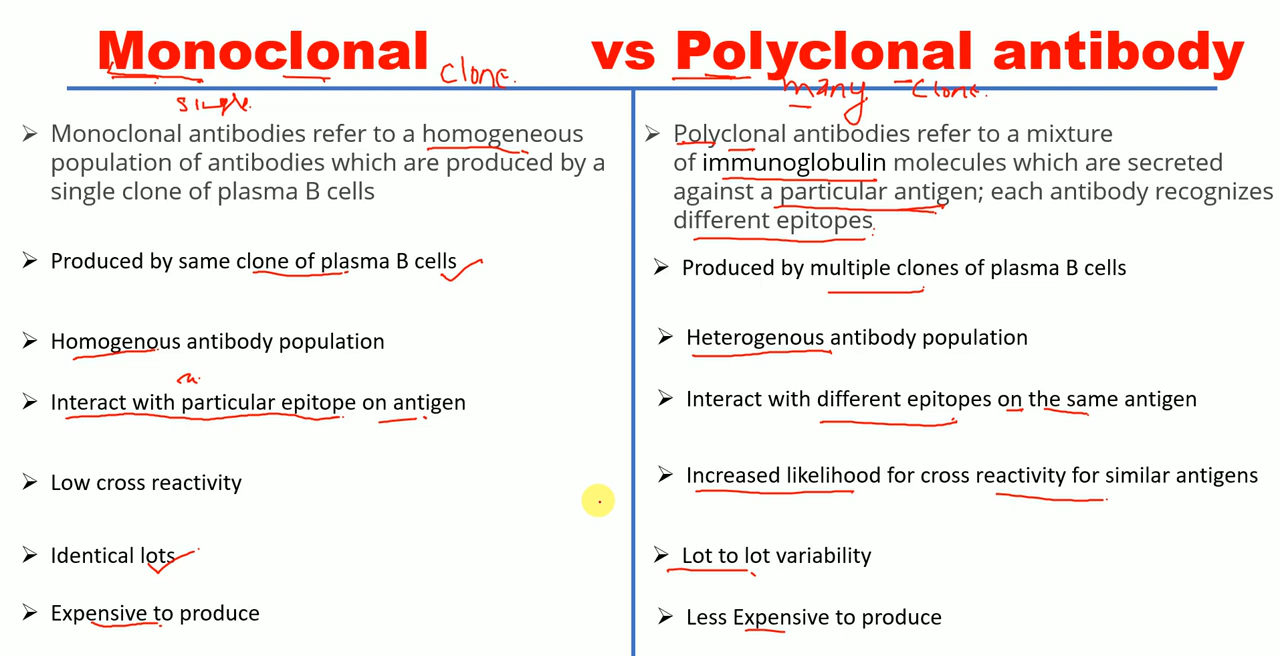 Monoclonal vs Polyclonal antibody
clone.
single
many clone.
➢ Monoclonal antibodies refer to a homogeneous
population of antibodies which are produced by a
single clone of plasma B cells
➢ Produced by same clone of plasma B cells
➢ Homogenous antibody population
➢ Interact with particular epitope on antigen
➢ Low cross reactivity
➢ Identical lots
➢ Expensive to produce
➢ Polyclonal antibodies refer to a mixture
of immunoglobulin molecules which are secreted
against a particular antigen; each antibody recognizes
different epitopes
➢ Produced by multiple clones of plasma B cells
➢ Heterogenous antibody population
➢ Interact with different epitopes on the same antigen
➢ Increased likelihood for cross reactivity for similar antigens
➢ Lot to lot variability
➢ Less Expensive to produce